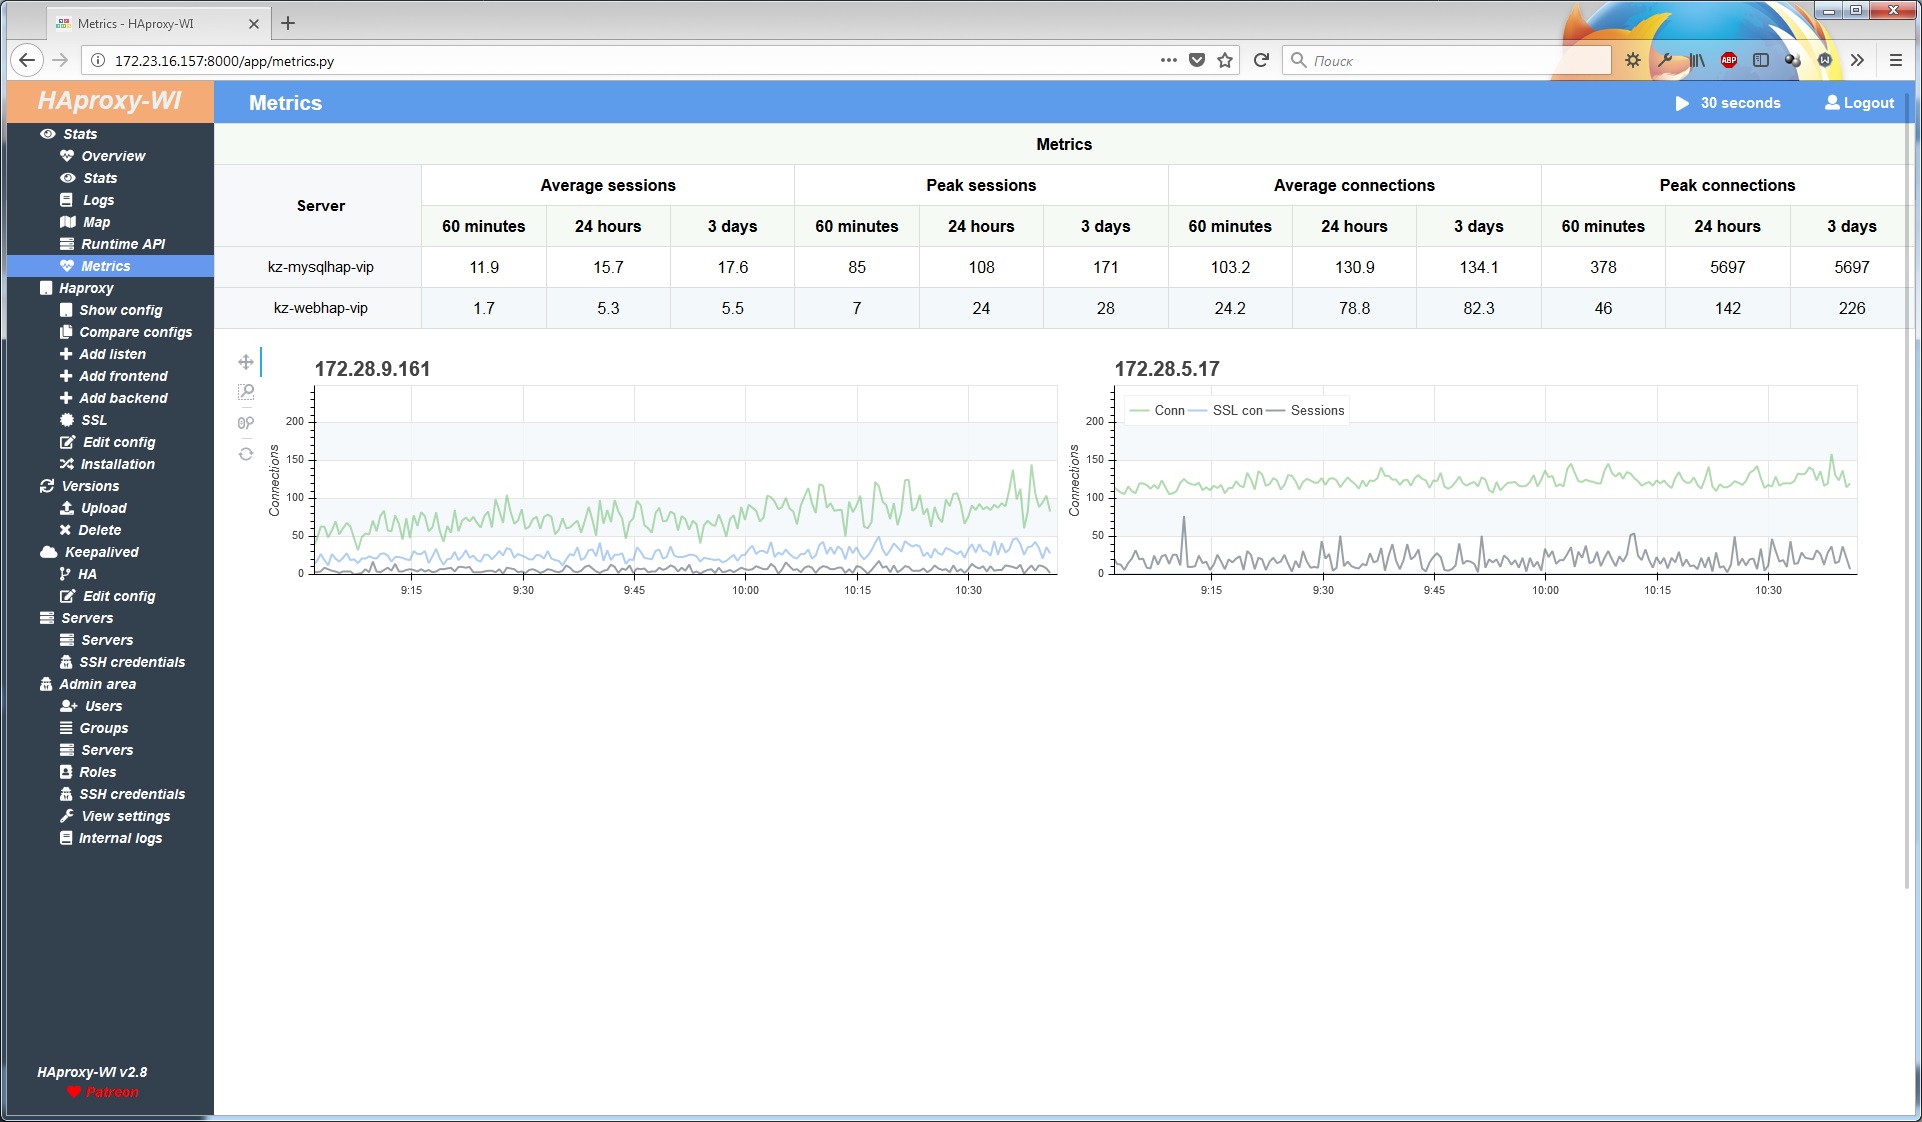 Metrics - HAproxy-WI
172.23.16.157:8000/app/metrics.py
Поиск
ABP
HAproxy-WI
Metrics
30 seconds
Logout
Stats
Overview
Stats
Logs
Map
Runtime API
Metrics
Haproxy
Show config
Compare configs
Add listen
Add frontend
Add backend
SSL
Edit config
Installation
Versions
Upload
Delete
Keepalived
HA
Edit config
Servers
Servers
SSH credentials
Admin area
Users
Groups
Servers
Roles
SSH credentials
View settings
Internal logs
HAproxy-WI v2.8
Patreon
Metrics
Server Average sessions Peak sessions Average connections Peak connections
60 minutes 24 hours 3 days 60 minutes 24 hours 3 days 60 minutes 24 hours 3 days 60 minutes 24 hours 3 days
kz-mysqlhap-vip 11.9 15.7 17.6 85 108 171 103.2 130.9 134.1 378 5697 5697
kz-webhap-vip 1.7 5.3 5.5 7 24 28 24.2 78.8 82.3 46 142 226
172.28.9.161
Connections
200
150
100
50
0
9:15 9:30 9:45 10:00 10:15 10:30
172.28.5.17
Conn SSL con Sessions
Connections
200
150
100
50
0
9:15 9:30 9:45 10:00 10:15 10:30